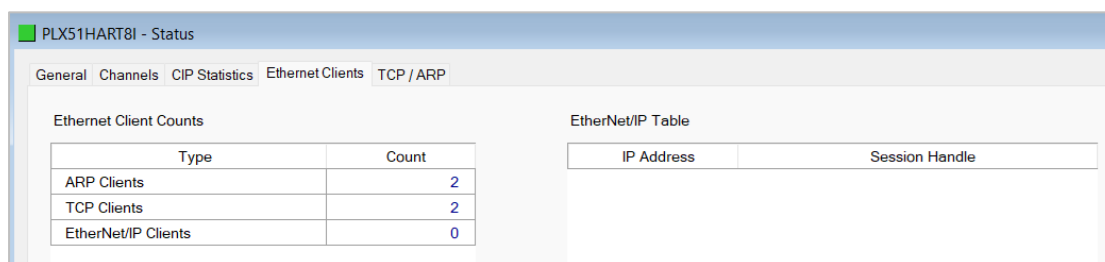 PLX51HART8I - Status
General Channels CIP Statistics Ethernet Clients TCP / ARP
Ethernet Client Counts EtherNet/IP Table
Type Count IP Address Session Handle
ARP Clients 2
TCP Clients 2
EtherNet/IP Clients 0